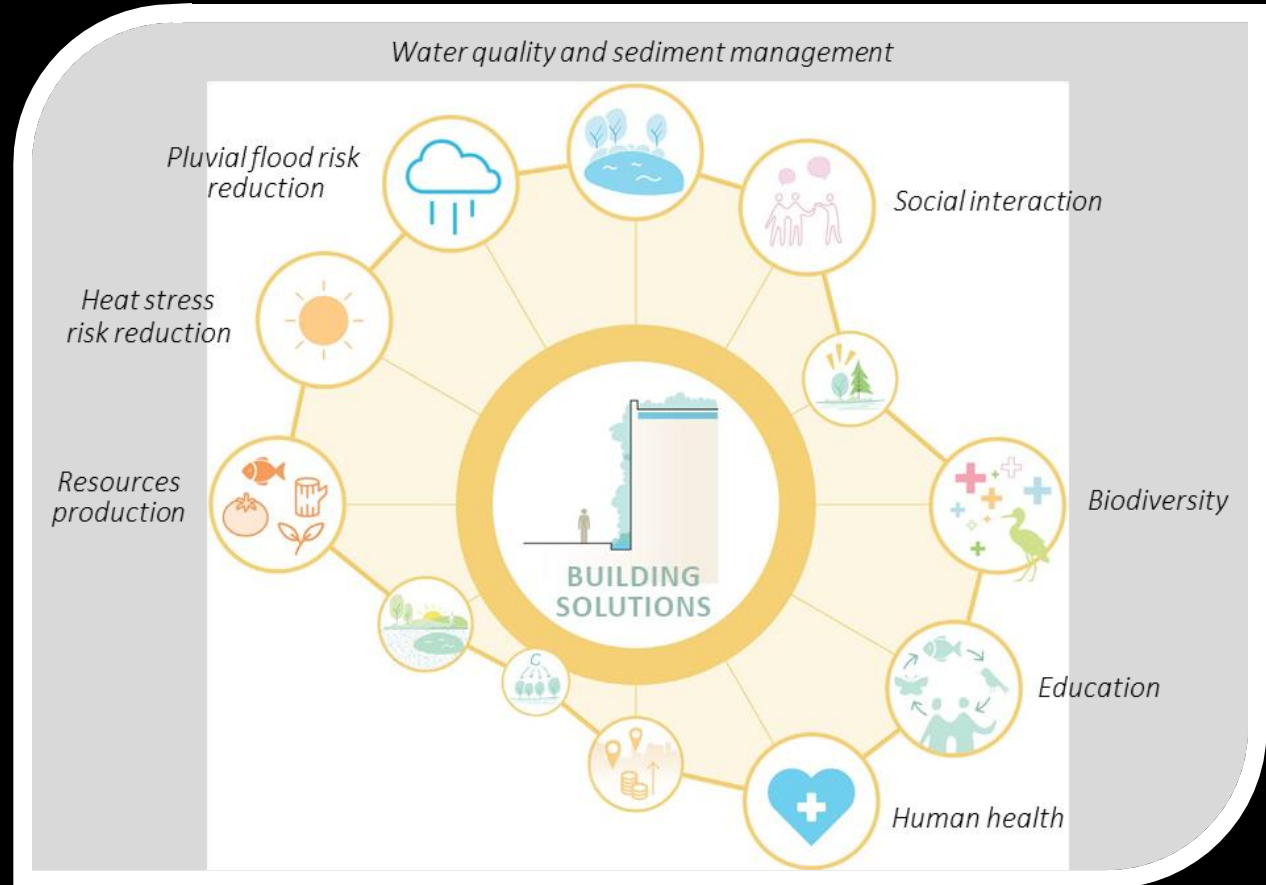 Water quality and sediment management
Pluvial flood risk
reduction
Social interaction
Heat stress
risk reduction
Resources
production
Biodiversity
BUILDING
SOLUTIONS
C
Education
Human health